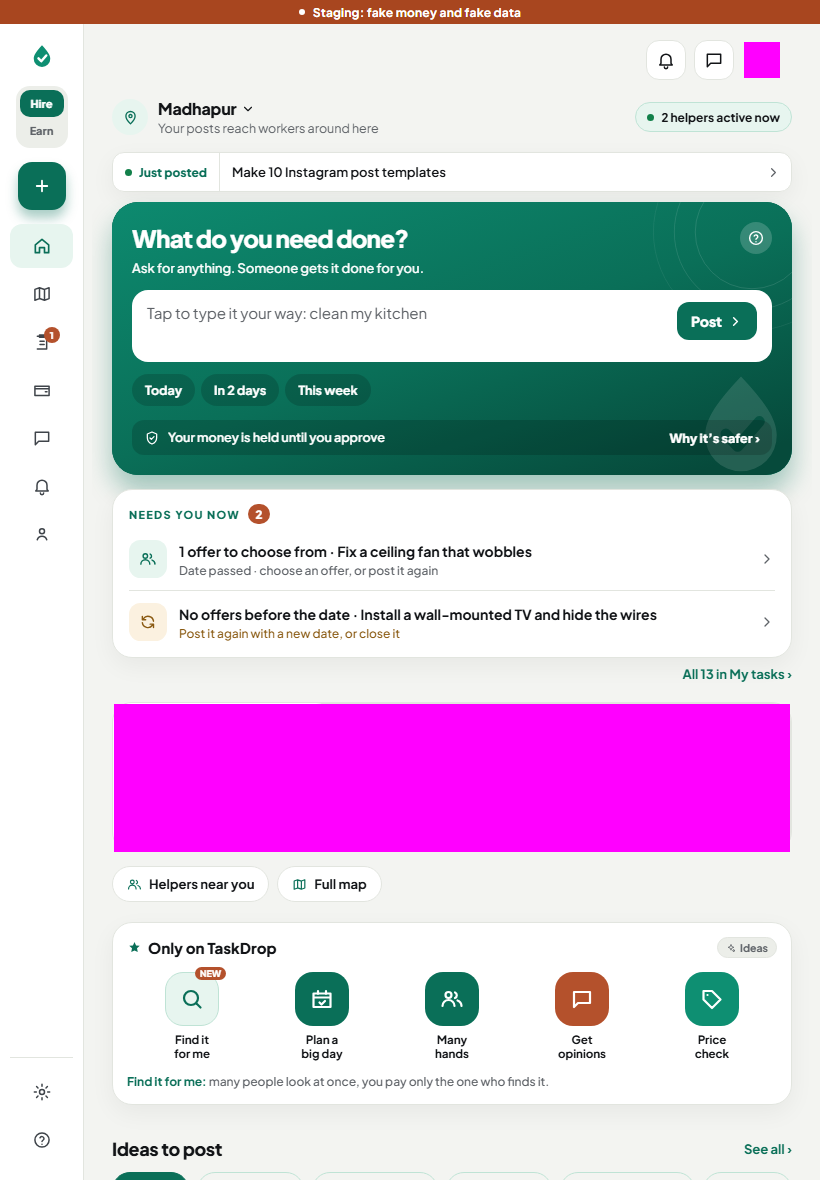 Staging: fake money and fake data
Hire
Earn
Madhapur
Your posts reach workers around here
2 helpers active now
Just posted
Make 10 Instagram post templates
What do you need done?
Ask for anything. Someone gets it done for you.
Tap to type it your way: clean my kitchen
Post
Today
In 2 days
This week
1
Your money is held until you approve
Why it's safer ›
NEEDS YOU NOW 2
1 offer to choose from · Fix a ceiling fan that wobbles
Date passed · choose an offer, or post it again
No offers before the date · Install a wall-mounted TV and hide the wires
Post it again with a new date, or close it
All 13 in My tasks ›
Helpers near you
Full map
Only on TaskDrop
Ideas
NEW
Find it
for me
Plan a
big day
Many
hands
Get
opinions
Price
check
Find it for me: many people look at once, you pay only the one who finds it.
Ideas to post
See all ›